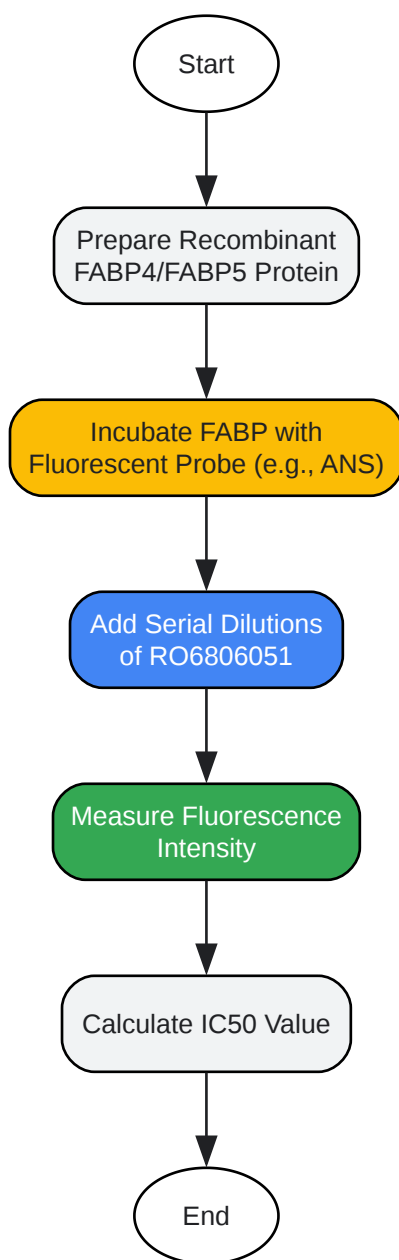 Start
Prepare Recombinant
FABP4/FABP5 Protein
Incubate FABP with
Fluorescent Probe (e.g., ANS)
Add Serial Dilutions
of RO6806051
Measure Fluorescence
Intensity
Calculate IC50 Value
End